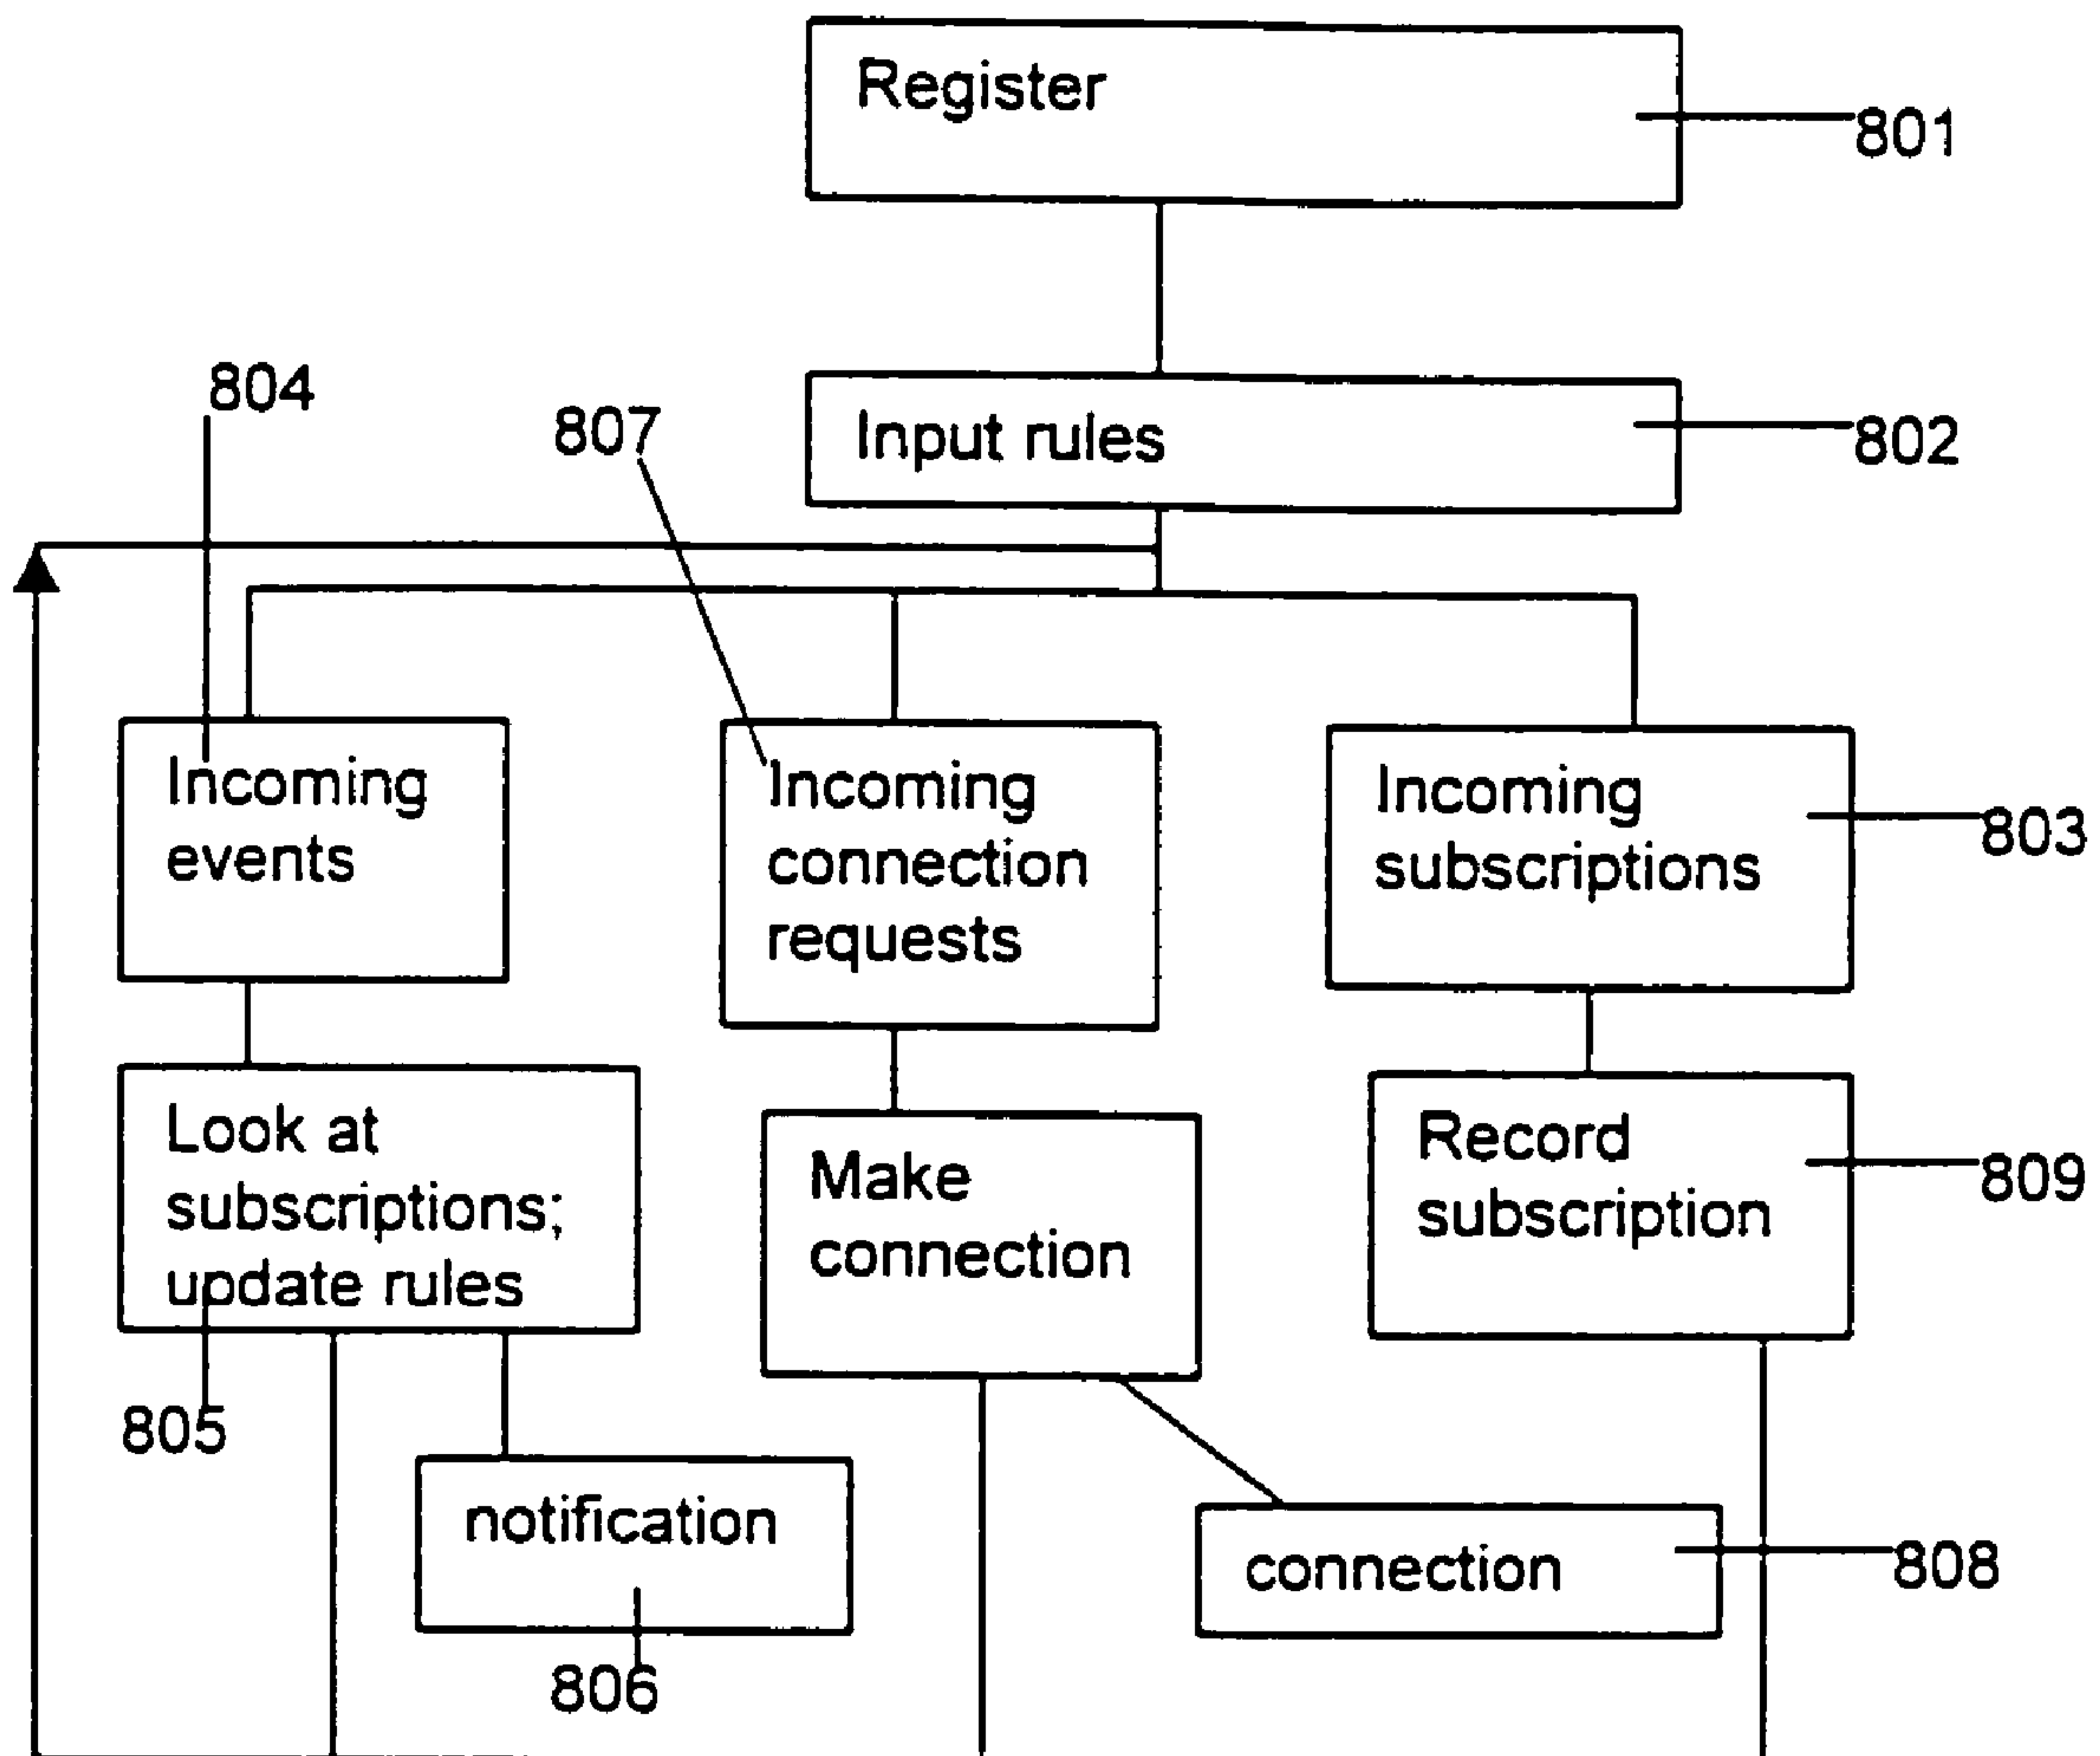 Register
801
804
807
Input rules
802
Incoming
events
Incoming
connection
requests
Incoming
subscriptions
803
Look at
subscriptions;
update rules
Make
connection
Record
subscription
809
805
notification
connection
808
806